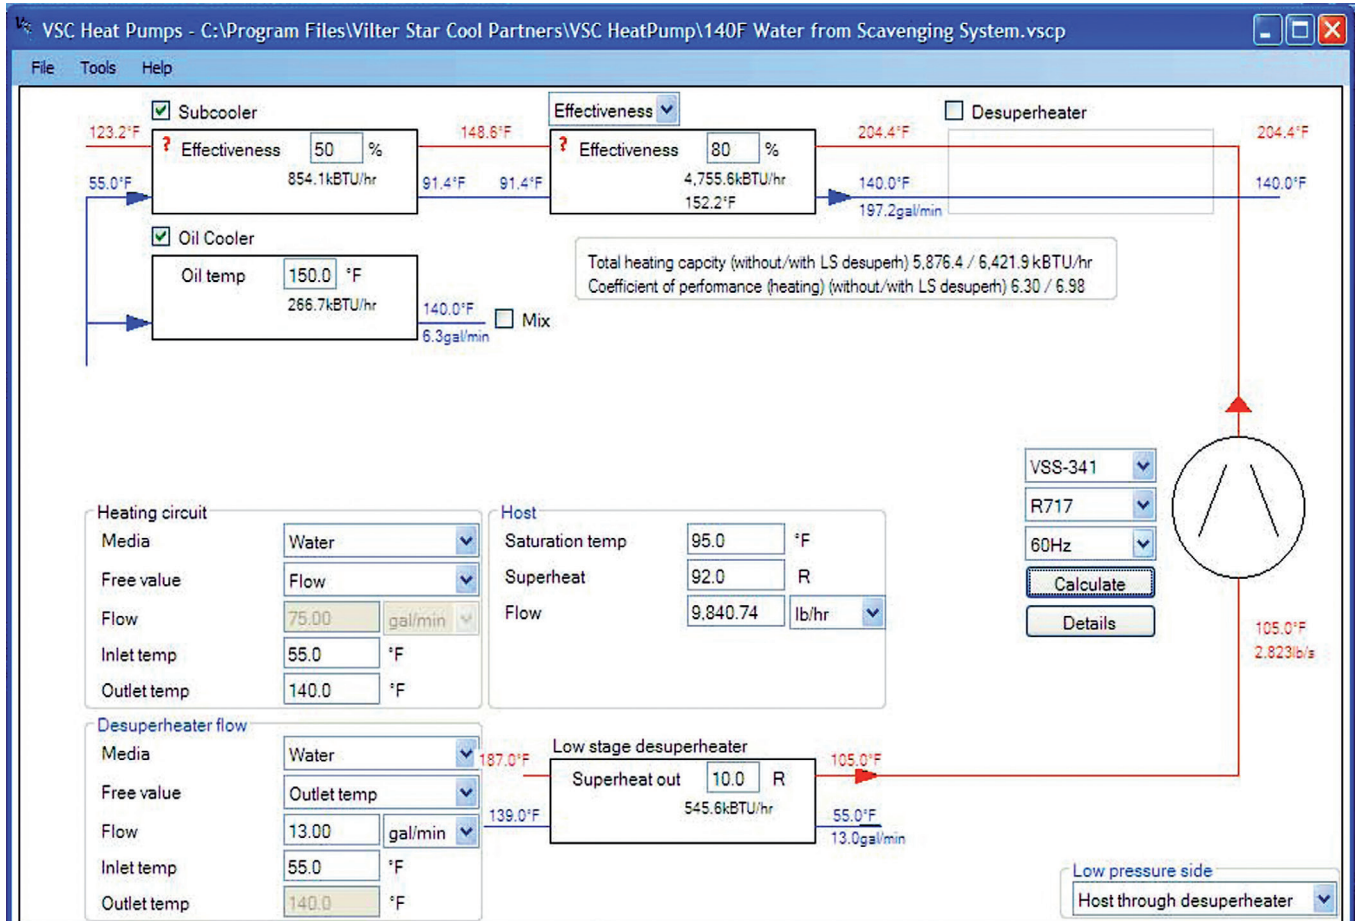 VSC Heat Pumps - C:\Program Files\Vilter Star Cool Partners\VSC HeatPump\140F Water from Scavenging System.vscp
File Tools Help
Subcooler
Effectiveness
Desuperheater
123.2°F
? Effectiveness 50 %
148.6°F
? Effectiveness 80 %
204.4°F
204.4°F
55.0°F
854.1kBTU/hr
91.4°F
91.4°F
4,755.6kBTU/hr
152.2°F
140.0°F
197.2gal/min
140.0°F
Oil Cooler
Oil temp 150.0 °F
266.7kBTU/hr
140.0°F
6.3gal/min
Mix
Total heating capcity (without/with LS desuperh) 5,876.4 / 6,421.9 kBTU/hr
Coefficient of perfomance (heating) (without/with LS desuperh) 6.30 / 6.98
VSS-341
R717
60Hz
Calculate
Details
105.0°F
2.823lb/s
Heating circuit
Media Water
Free value Flow
Flow 75.00 gal/min
Inlet temp 55.0 °F
Outlet temp 140.0 °F
Host
Saturation temp 95.0 °F
Superheat 92.0 R
Flow 9,840.74 lb/hr
Desuperheater flow
Media Water
Free value Outlet temp
Flow 13.00 gal/min
Inlet temp 55.0 °F
Outlet temp 140.0 °F
Low stage desuperheater
187.0°F
Superheat out 10.0 R
105.0°F
139.0°F
545.6kBTU/hr
55.0°F
13.0gal/min
Low pressure side
Host through desuperheater